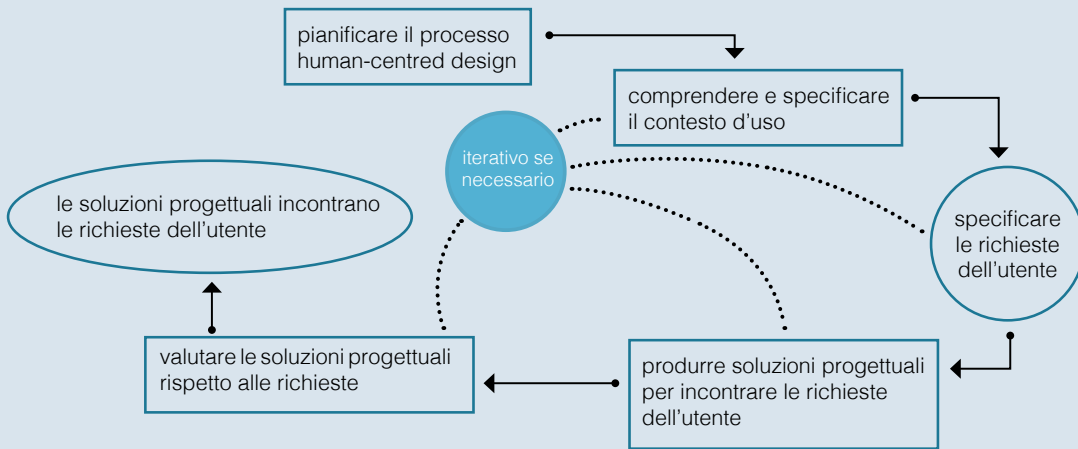 pianificare il processo
human-centred design
comprendere e specificare
il contesto d'uso
iterativo se
necessario
specificare
le richieste
dell'utente
le soluzioni progettuali incontrano
le richieste dell'utente
valutare le soluzioni progettuali
rispetto alle richieste
produrre soluzioni progettuali
per incontrare le richieste
dell'utente